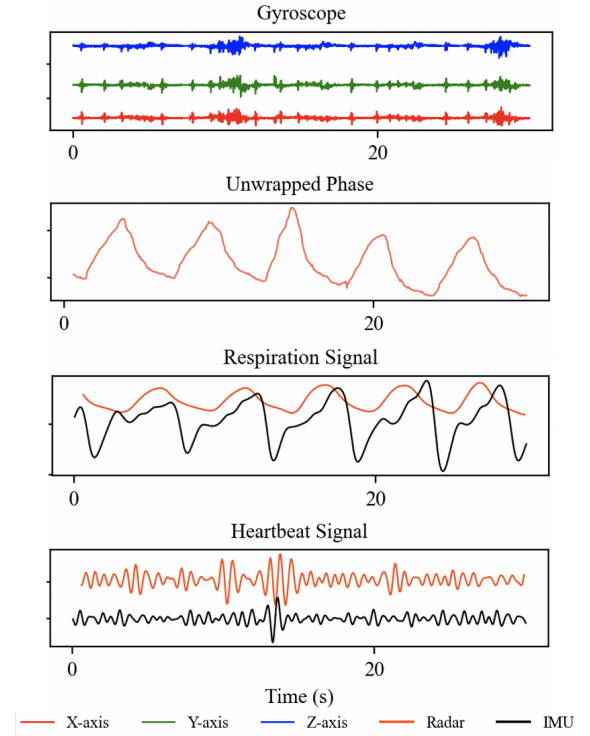 Gyroscope
0 20
Unwrapped Phase
0 20
Respiration Signal
0 20
Heartbeat Signal
0 20
Time (s)
X-axis Y-axis Z-axis Radar IMU